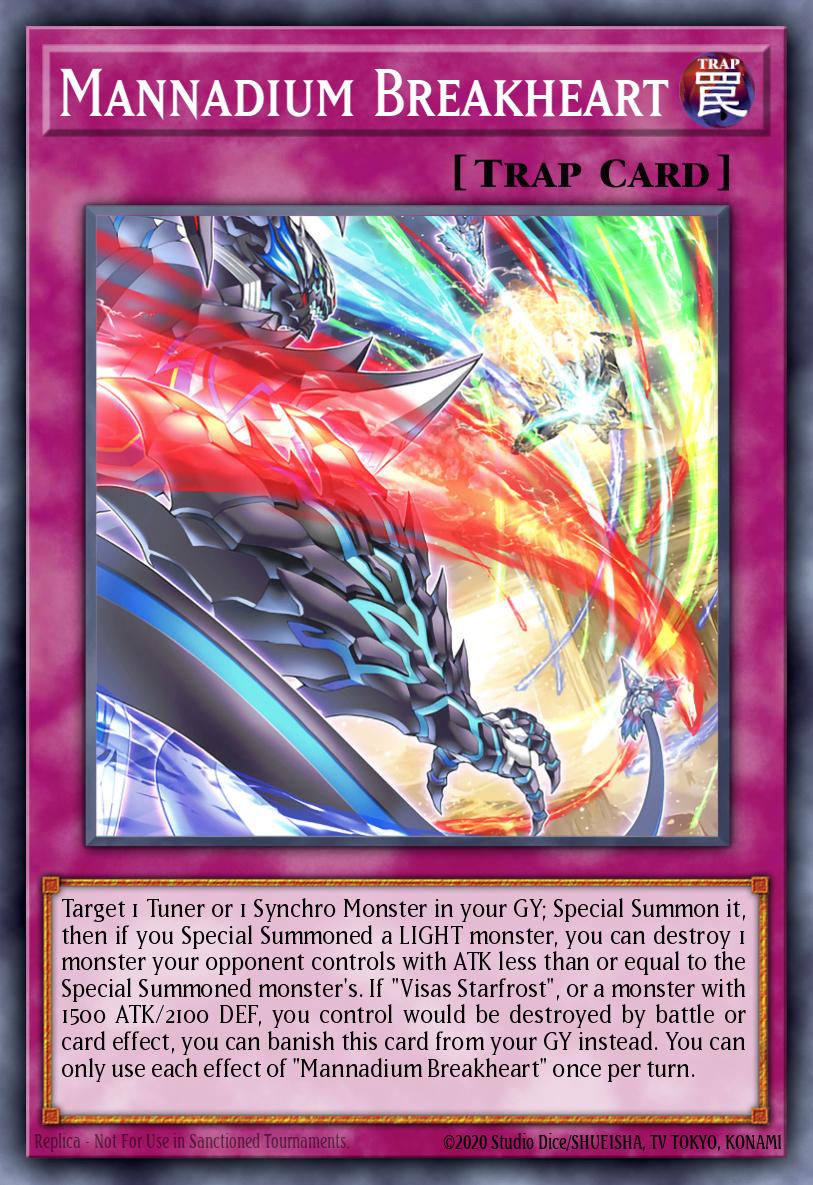 Mannadium Breakheart
TRAP
罠
[Trap Card]
Target 1 Tuner or 1 Synchro Monster in your GY; Special Summon it,
then if you Special Summoned a LIGHT monster, you can destroy 1
monster your opponent controls with ATK less than or equal to the
Special Summoned monster's. If "Visas Starfrost", or a monster with
1500 ATK/2100 DEF, you control would be destroyed by battle or
card effect, you can banish this card from your GY instead. You can
only use each effect of "Mannadium Breakheart" once per turn.
Replica - Not For Use in Sanctioned Tournaments.
©2020 Studio Dice/SHUEISHA, TV TOKYO, KONAMI